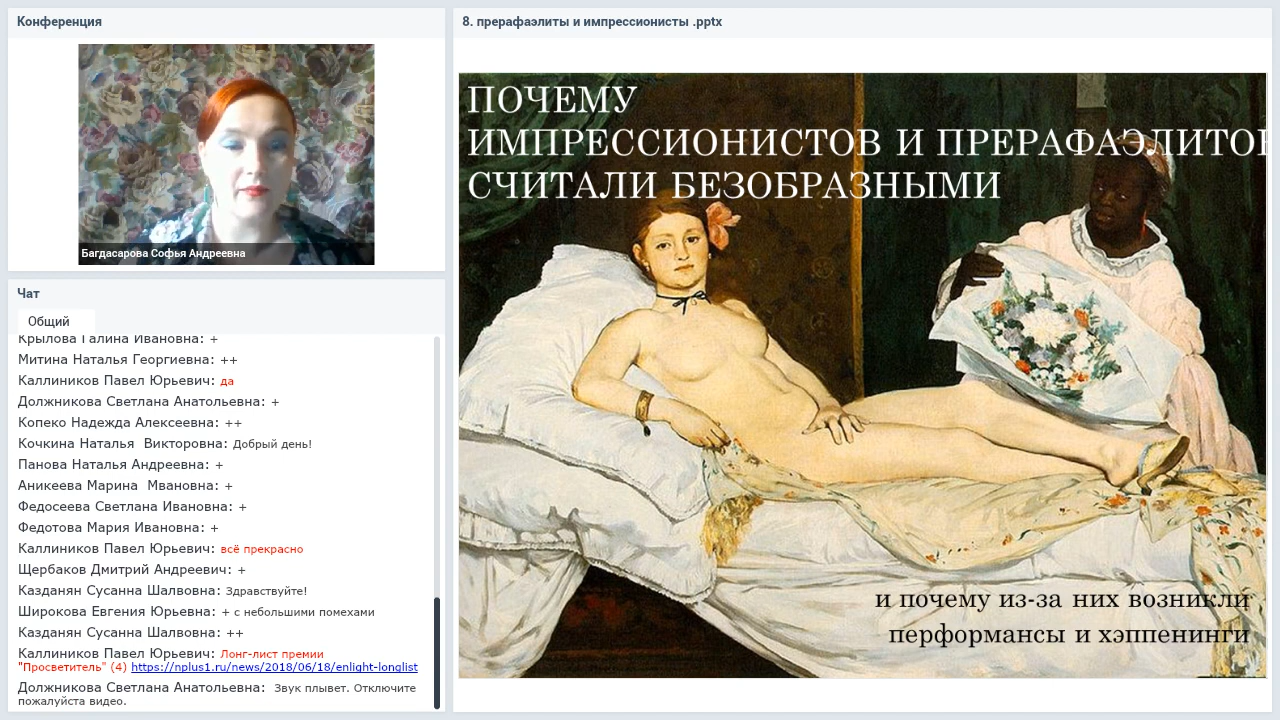 Конференция
Багдасарова Софья Андреевна
Чат
Общий
Крылова Галина Ивановна: +
Митина Наталья Георгиевна: ++
Каллиников Павел Юрьевич: да
Должникова Светлана Анатольевна: +
Копеко Надежда Алексеевна: ++
Кочкина Наталья  Викторовна: Добрый день!
Панова Наталья Андреевна: +
Аникеева Марина  Мвановна: +
Федосеева Светлана Ивановна: +
Федотова Мария Ивановна: +
Каллиников Павел Юрьевич: всё прекрасно
Щербаков Дмитрий Андреевич: +
Казданян Сусанна Шалвовна: Здравствуйте!
Широкова Евгения Юрьевна: + с небольшими помехами
Казданян Сусанна Шалвовна: ++
Каллиников Павел Юрьевич: Лонг-лист премии
"Просветитель" (4) https://nplus1.ru/news/2018/06/18/enlight-longlist
Должникова Светлана Анатольевна:  Звук плывет. Отключите
пожалуйста видео.
8. прерафаэлиты и импрессионисты .pptx
ПОЧЕМУ
ИМПРЕССИОНИСТОВ И ПРЕРАФАЭЛИТОВ
СЧИТАЛИ БЕЗОБРАЗНЫМИ
и почему из-за них возникли
перформансы и хэппенинги